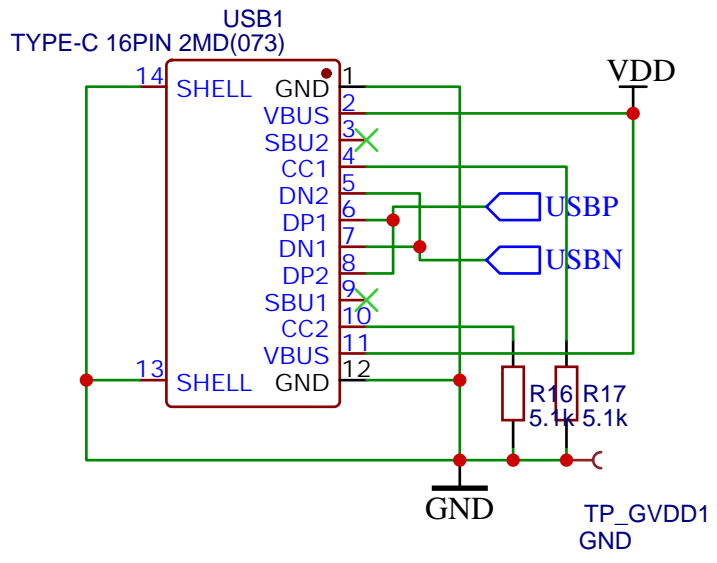 USB1
TYPE-C 16PIN 2MD(073)
VDD
14 SHELL GND 1
VBUS 2
SBU2 3
CC1 4
DN2 5
DP1 6 USBP
DN1 7 USBN
DP2 8
SBU1 9
CC2 10
VBUS 11
13 SHELL GND 12
R16 R17
5.1k 5.1k
GND
TP_GVDD1
GND